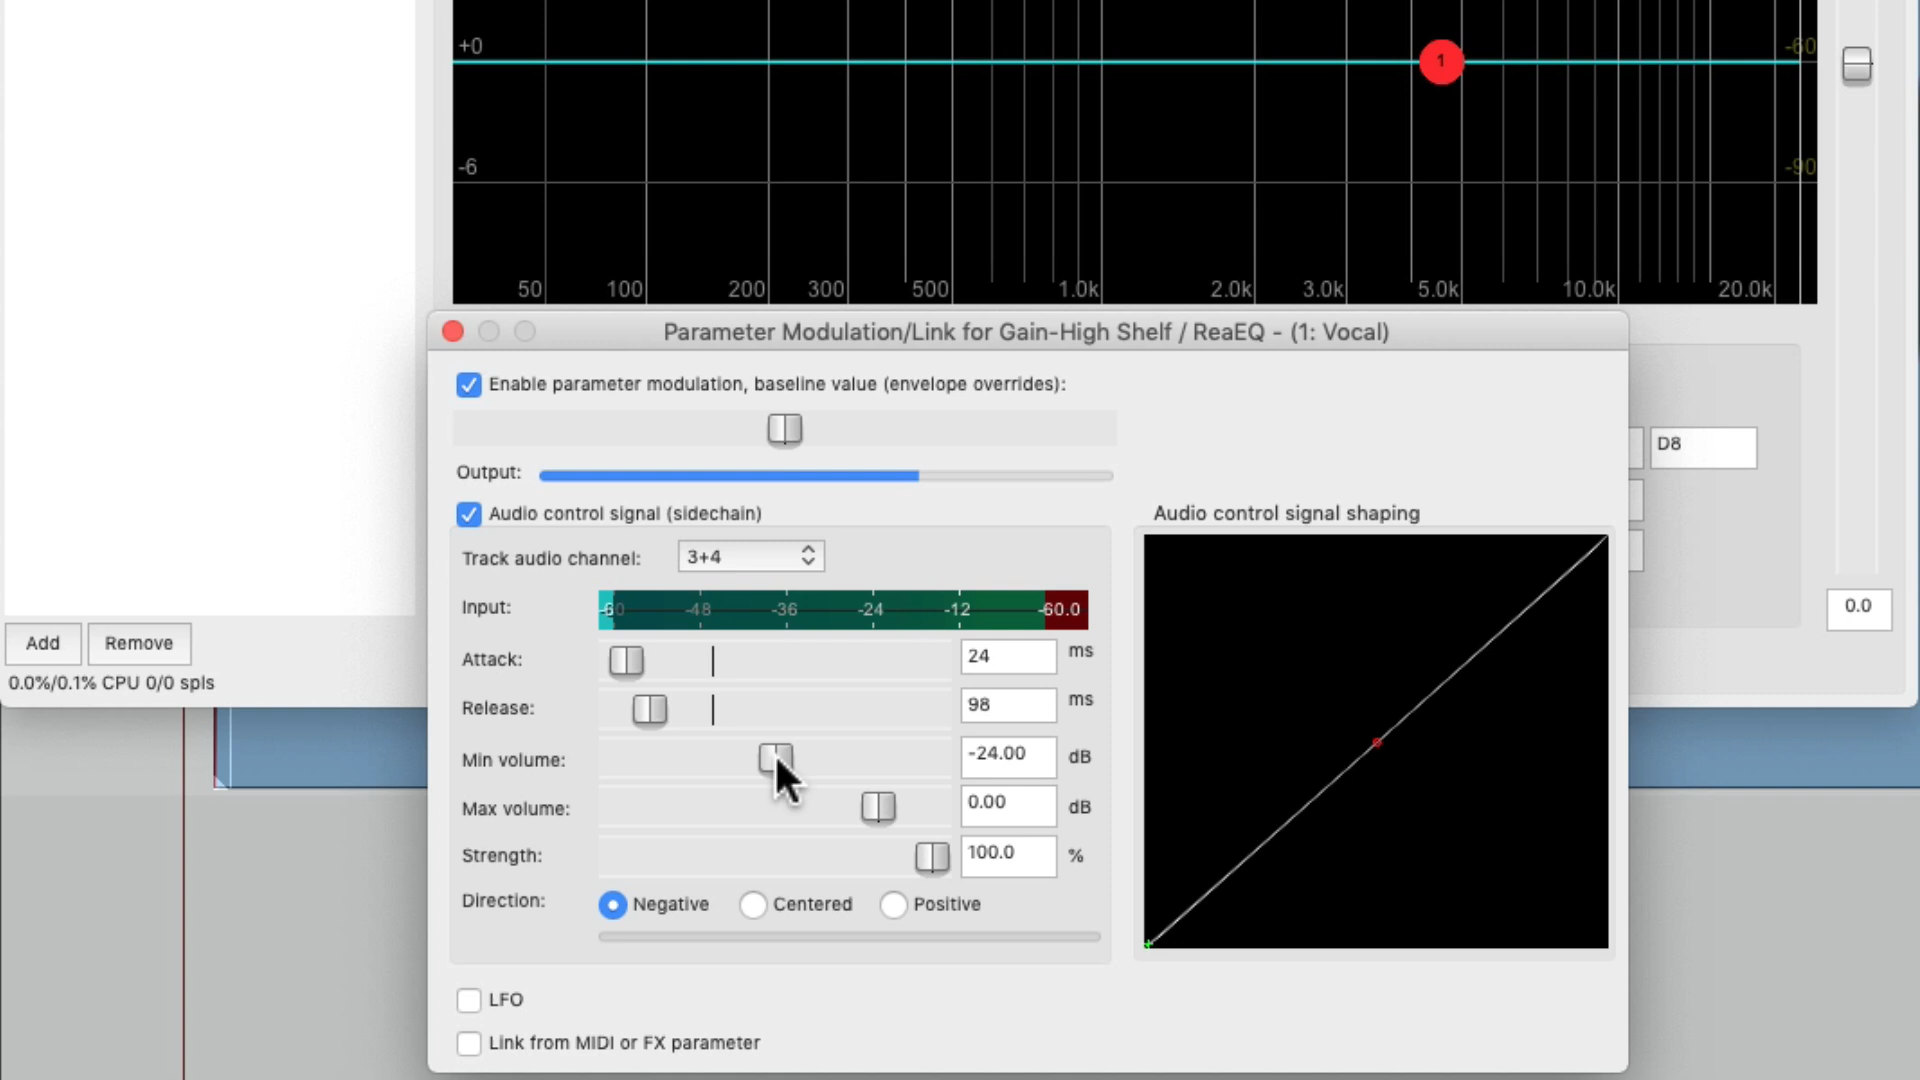 +0
-60
1
-6
-90
50 100 200 300 500 1.0k 2.0k 3.0k 5.0k 10.0k 20.0k
Parameter Modulation/Link for Gain-High Shelf / ReaEQ - (1: Vocal)
Enable parameter modulation, baseline value (envelope overrides):
D8
Output:
Audio control signal (sidechain)
Audio control signal shaping
Track audio channel: 3+4
Input: -60 -48 -36 -24 -12 -60.0
0.0
Add Remove
Attack: 24 ms
0.0%/0.1% CPU 0/0 spls
Release: 98 ms
Min volume: -24.00 dB
Max volume: 0.00 dB
Strength: 100.0 %
Direction: Negative Centered Positive
LFO
Link from MIDI or FX parameter